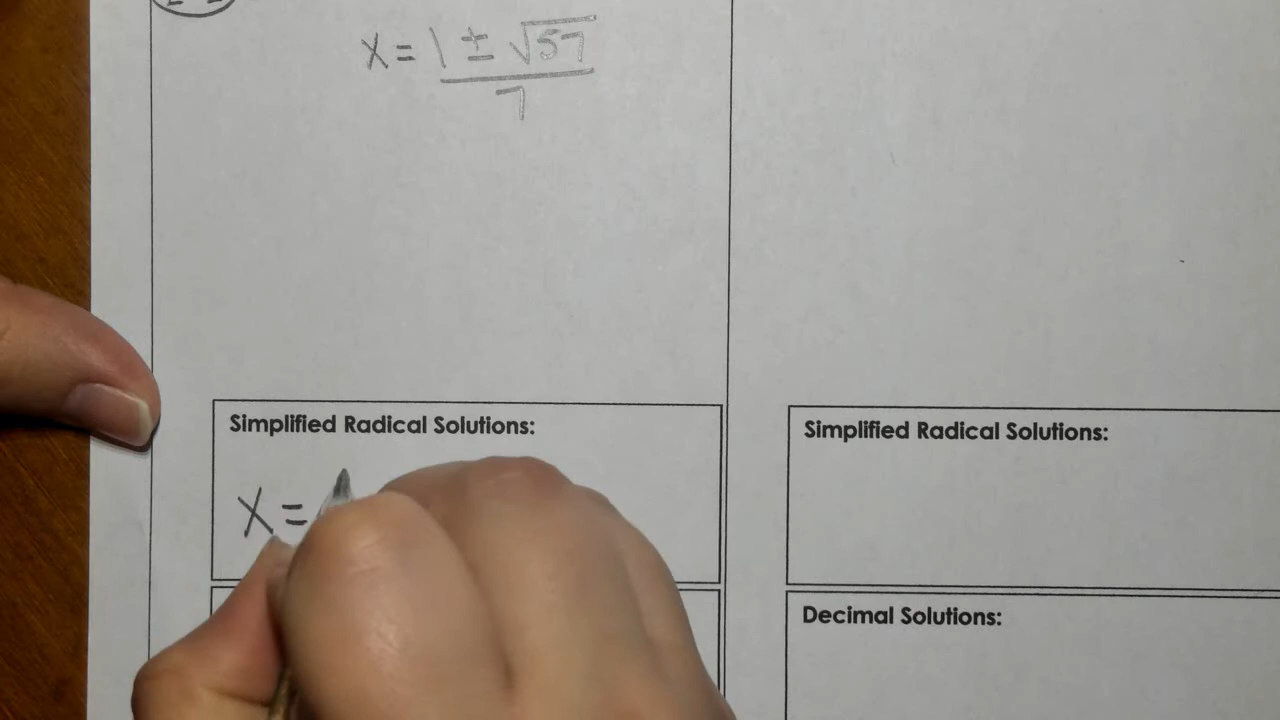 x = 1 ± √57
7
Simplified Radical Solutions:
x =
Simplified Radical Solutions:
Decimal Solutions: